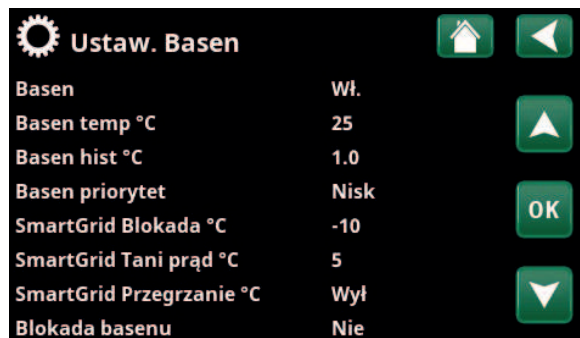 Ustaw. Basen
Basen Wł.
Basen temp °C 25
Basen hist °C 1.0
Basen priorytet Nisk
OK
SmartGrid Blokada °C -10
SmartGrid Tani prąd °C 5
SmartGrid Przegrzanie °C Wył
Blokada basenu Nie